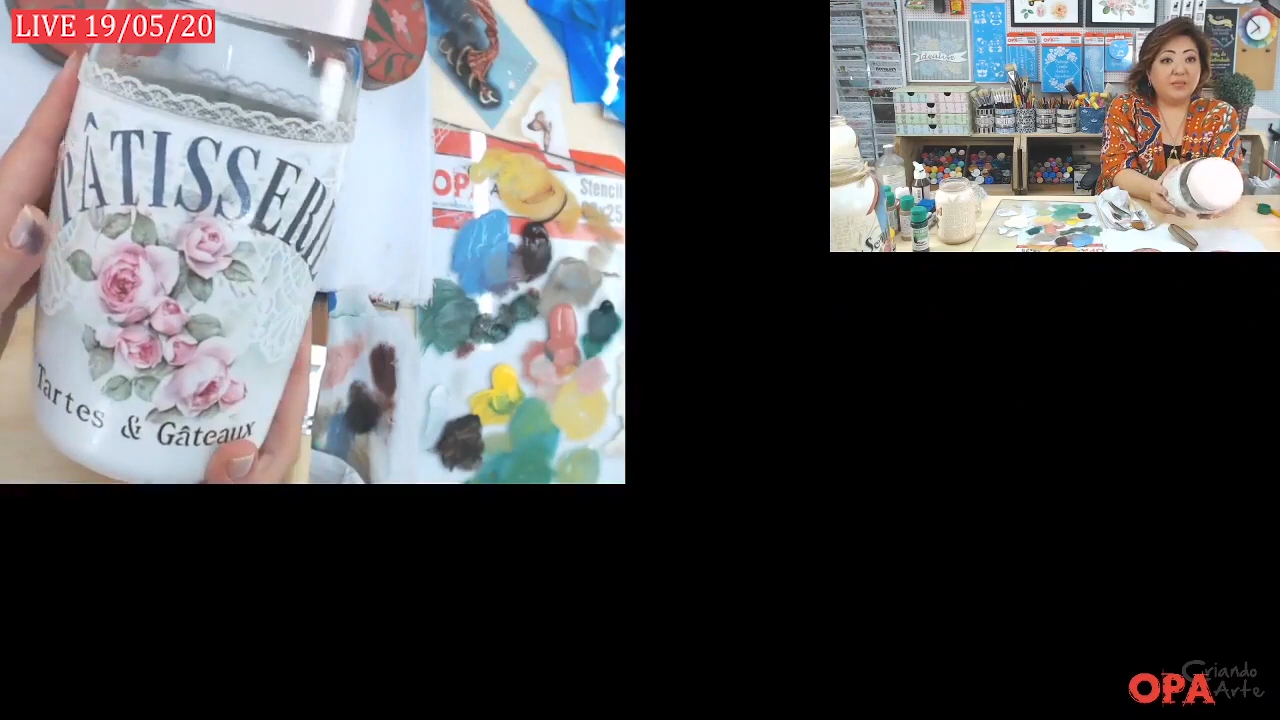 LIVE 19/05/20
PÂTISSERI
Tartes & Gâteaux
OPA
Stencil
OPA
Criando
Arte